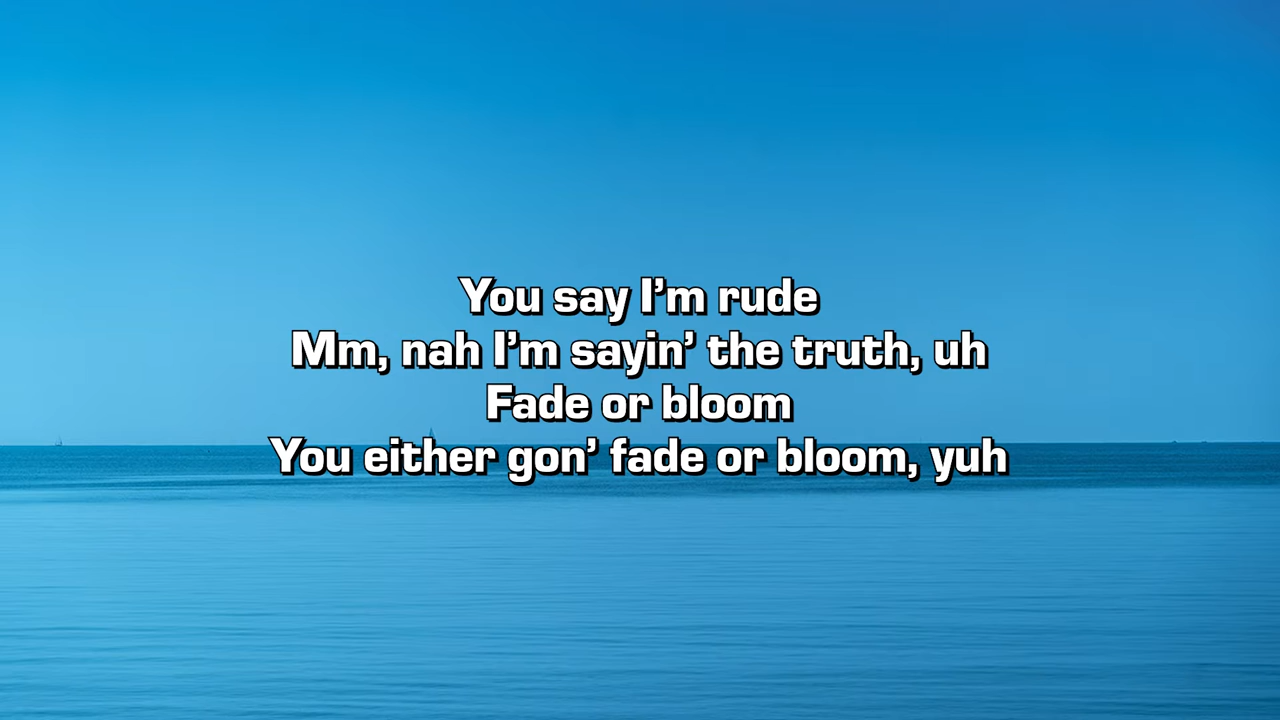 You say I’m rude
Mm, nah I’m sayin’ the truth, uh
Fade or bloom
You either gon’ fade or bloom, yuh